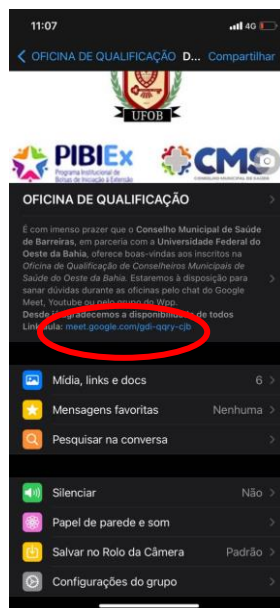 11:07
4G
OFICINA DE QUALIFICAÇÃO D... Compartilhar
UFOB
PIBIEx
Programa Institucional de
Bolsas de Iniciação à Extensão
CMS
OFICINA DE QUALIFICAÇÃO
É com imenso prazer que o Conselho Municipal de Saúde
de Barreiras, em parceria com a Universidade Federal do
Oeste da Bahia, oferece boas-vindas aos inscritos na
Oficina de Qualificação de Conselheiros Municipais de
Saúde do Oeste da Bahia. Estaremos à disposição para
sanar dúvidas durante as oficinas pelo chat do Google
Meet, Youtube ou pelo grupo do Wpp.
Desde já agradecemos a disponibilidade de todos
Link aula: meet.google.com/gdi-qqry-cjb
Mídia, links e docs 6
Mensagens favoritas Nenhuma
Pesquisar na conversa
Silenciar Não
Papel de parede e som
Salvar no Rolo da Câmera Padrão
Configurações do grupo